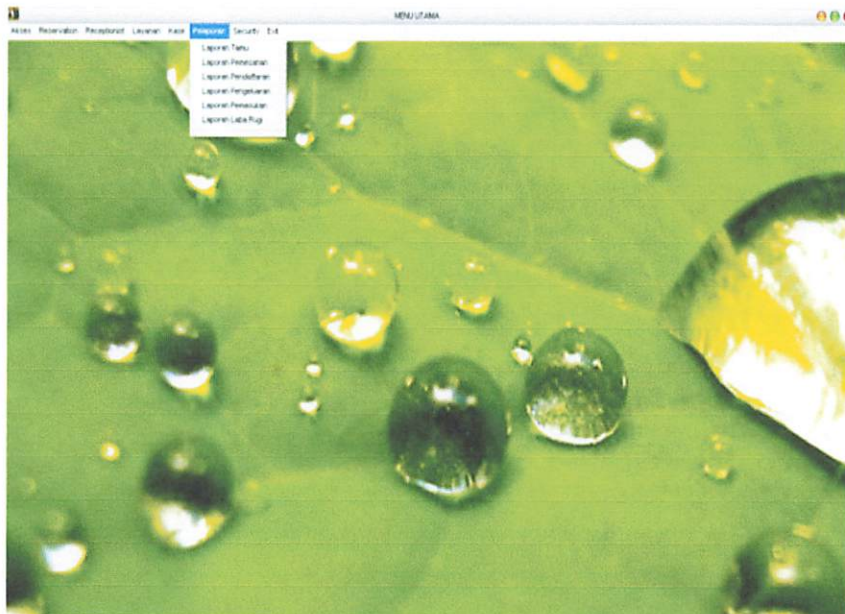 MENU UTAMA
Akses Reservation Receptionist Layanan Kasir Pelaporan Security Exit
Laporan Tamu
Laporan Pemesanan
Laporan Pendaftaran
Laporan Pengeluaran
Laporan Pemasukan
Laporan Laba Rugi